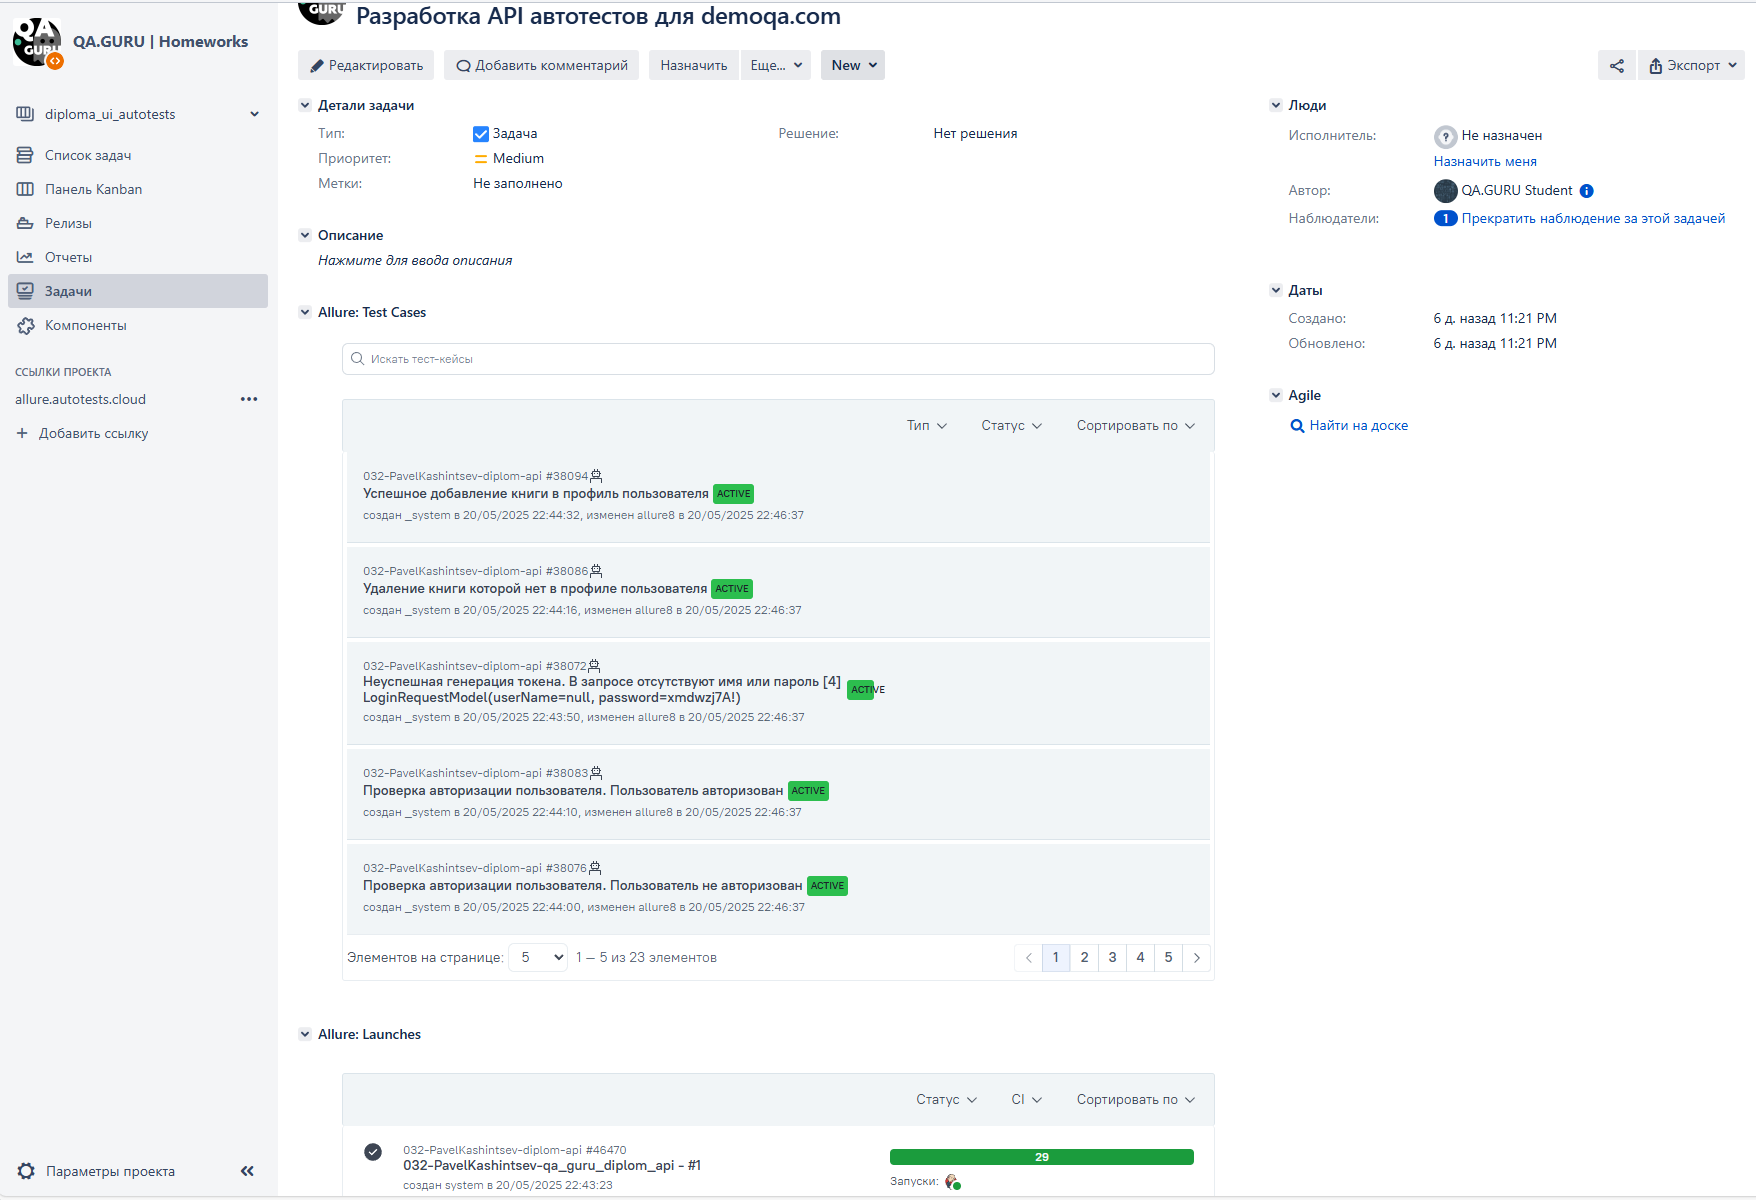 QA GURU
QA.GURU | Homeworks
diploma_ui_autotests
Список задач
Панель Kanban
Релизы
Отчеты
Задачи
Компоненты
ССЫЛКИ ПРОЕКТА
allure.autotests.cloud
Добавить ссылку
Параметры проекта
GURU
Разработка API автотестов для demoqa.com
Редактировать
Добавить комментарий
Назначить
Еще...
New
Экспорт
Детали задачи
Тип: Задача
Решение: Нет решения
Приоритет: Medium
Метки: Не заполнено
Описание
Нажмите для ввода описания
Allure: Test Cases
Искать тест-кейсы
Тип Статус Сортировать по
032-PavelKashintsev-diplom-api #38094
Успешное добавление книги в профиль пользователя ACTIVE
создан _system в 20/05/2025 22:44:32, изменен allure8 в 20/05/2025 22:46:37
032-PavelKashintsev-diplom-api #38086
Удаление книги которой нет в профиле пользователя ACTIVE
создан _system в 20/05/2025 22:44:16, изменен allure8 в 20/05/2025 22:46:37
032-PavelKashintsev-diplom-api #38072
Неуспешная генерация токена. В запросе отсутствуют имя или пароль [4]
LoginRequestModel(userName=null, password=xmdwzj7A!) ACTIVE
создан _system в 20/05/2025 22:43:50, изменен allure8 в 20/05/2025 22:46:37
032-PavelKashintsev-diplom-api #38083
Проверка авторизации пользователя. Пользователь авторизован ACTIVE
создан _system в 20/05/2025 22:44:10, изменен allure8 в 20/05/2025 22:46:37
032-PavelKashintsev-diplom-api #38076
Проверка авторизации пользователя. Пользователь не авторизован ACTIVE
создан _system в 20/05/2025 22:44:00, изменен allure8 в 20/05/2025 22:46:37
Элементов на странице: 5 1 — 5 из 23 элементов 1 2 3 4 5
Allure: Launches
Статус CI Сортировать по
032-PavelKashintsev-diplom-api #46470
032-PavelKashintsev-qa_guru_diplom_api - #1
создан system в 20/05/2025 22:43:23
29
Запуски:
Люди
Исполнитель: Не назначен
Назначить меня
Автор: QA.GURU Student
Наблюдатели: 1 Прекратить наблюдение за этой задачей
Даты
Создано: 6 д. назад 11:21 PM
Обновлено: 6 д. назад 11:21 PM
Agile
Найти на доске